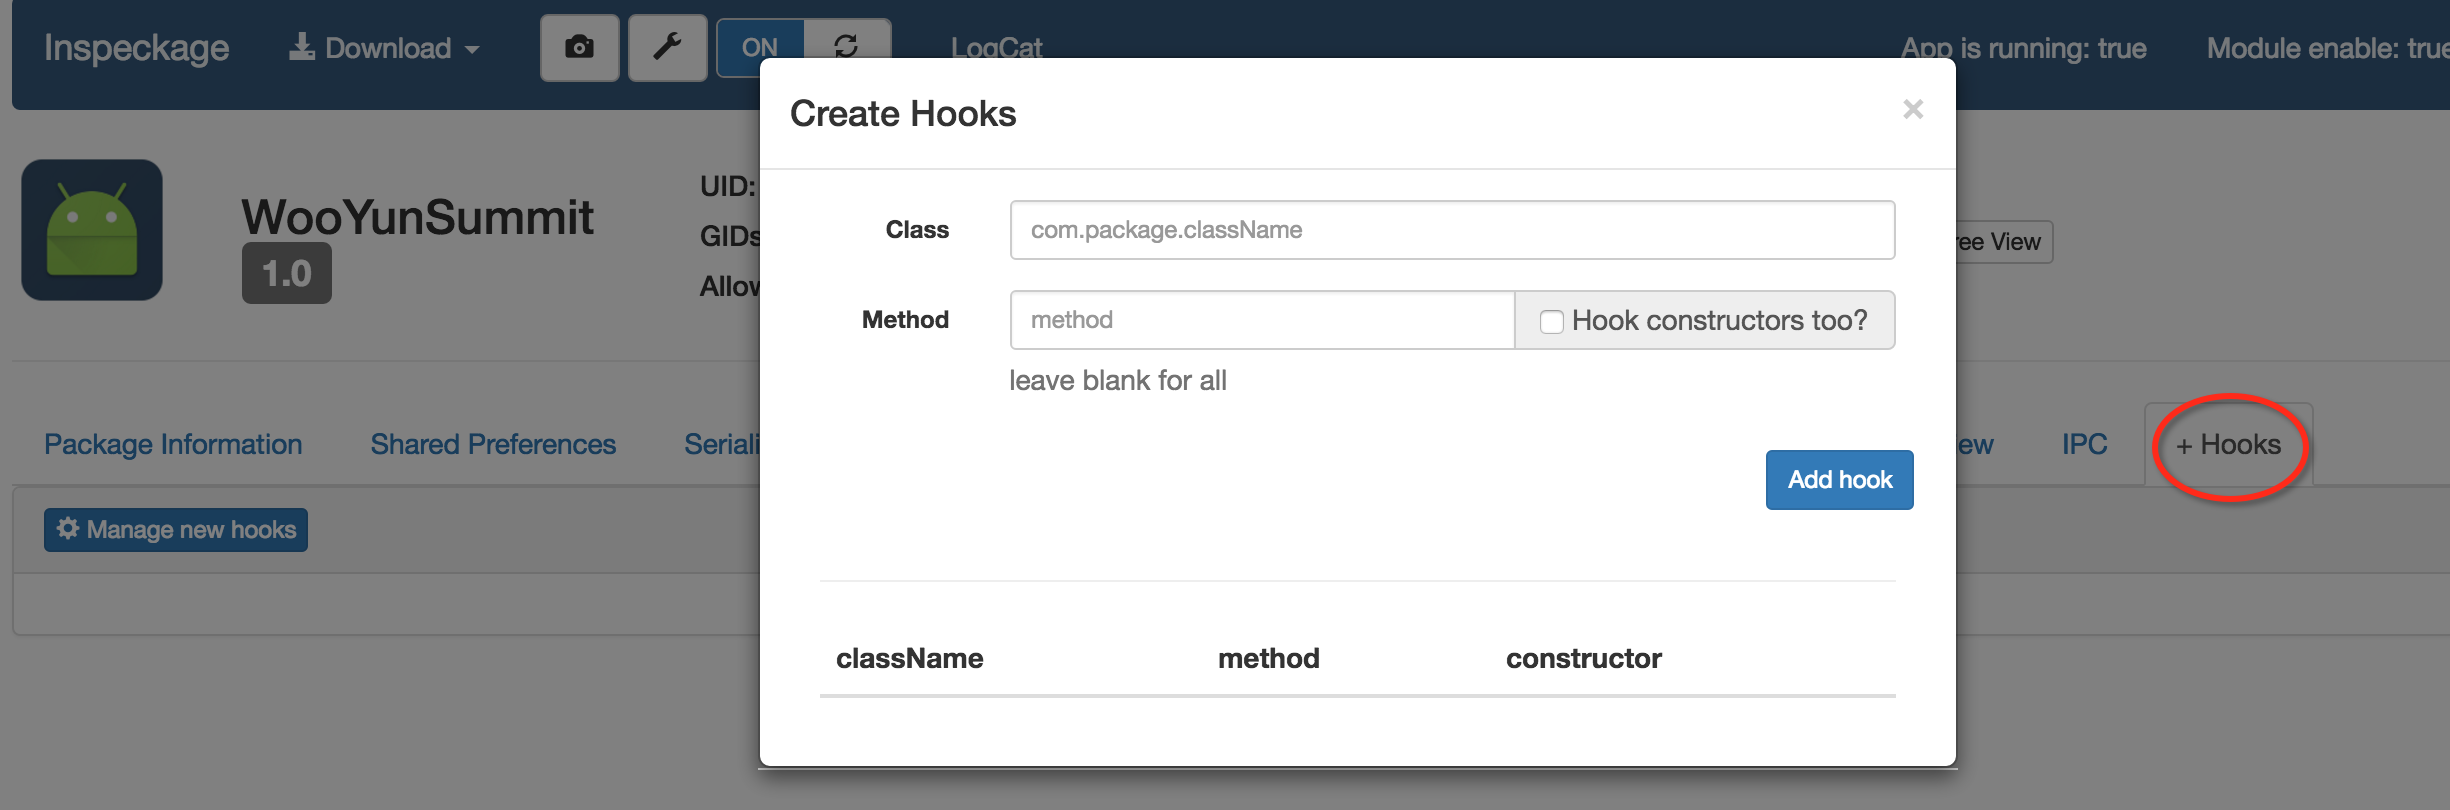 Inspeckage Download ON LogCat App is running: true Module enable: true
Create Hooks ×
WooYunSummit
1.0
UID:
GIDs
Allow
Class com.package.className
Tree View
Method method Hook constructors too?
leave blank for all
Package Information Shared Preferences Seriali ew IPC + Hooks
Add hook
Manage new hooks
className method constructor